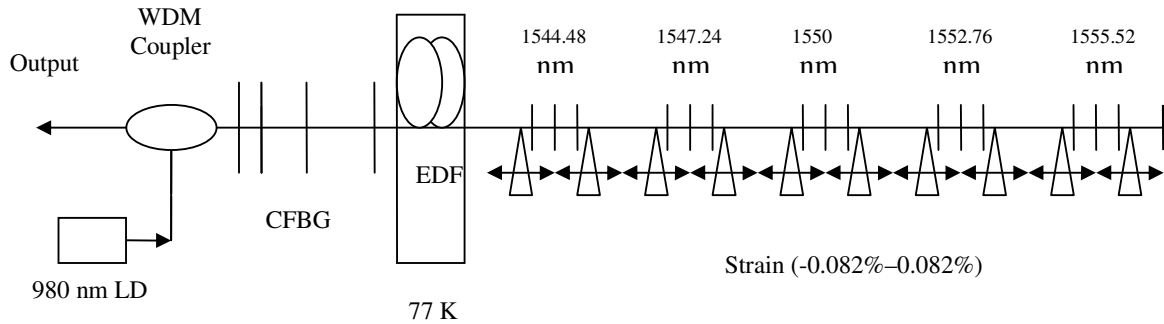 WDM
Coupler
Output
1544.48
nm
1547.24
nm
1550
nm
1552.76
nm
1555.52
nm
EDF
CFBG
980 nm LD
77 K
Strain (-0.082%–0.082%)